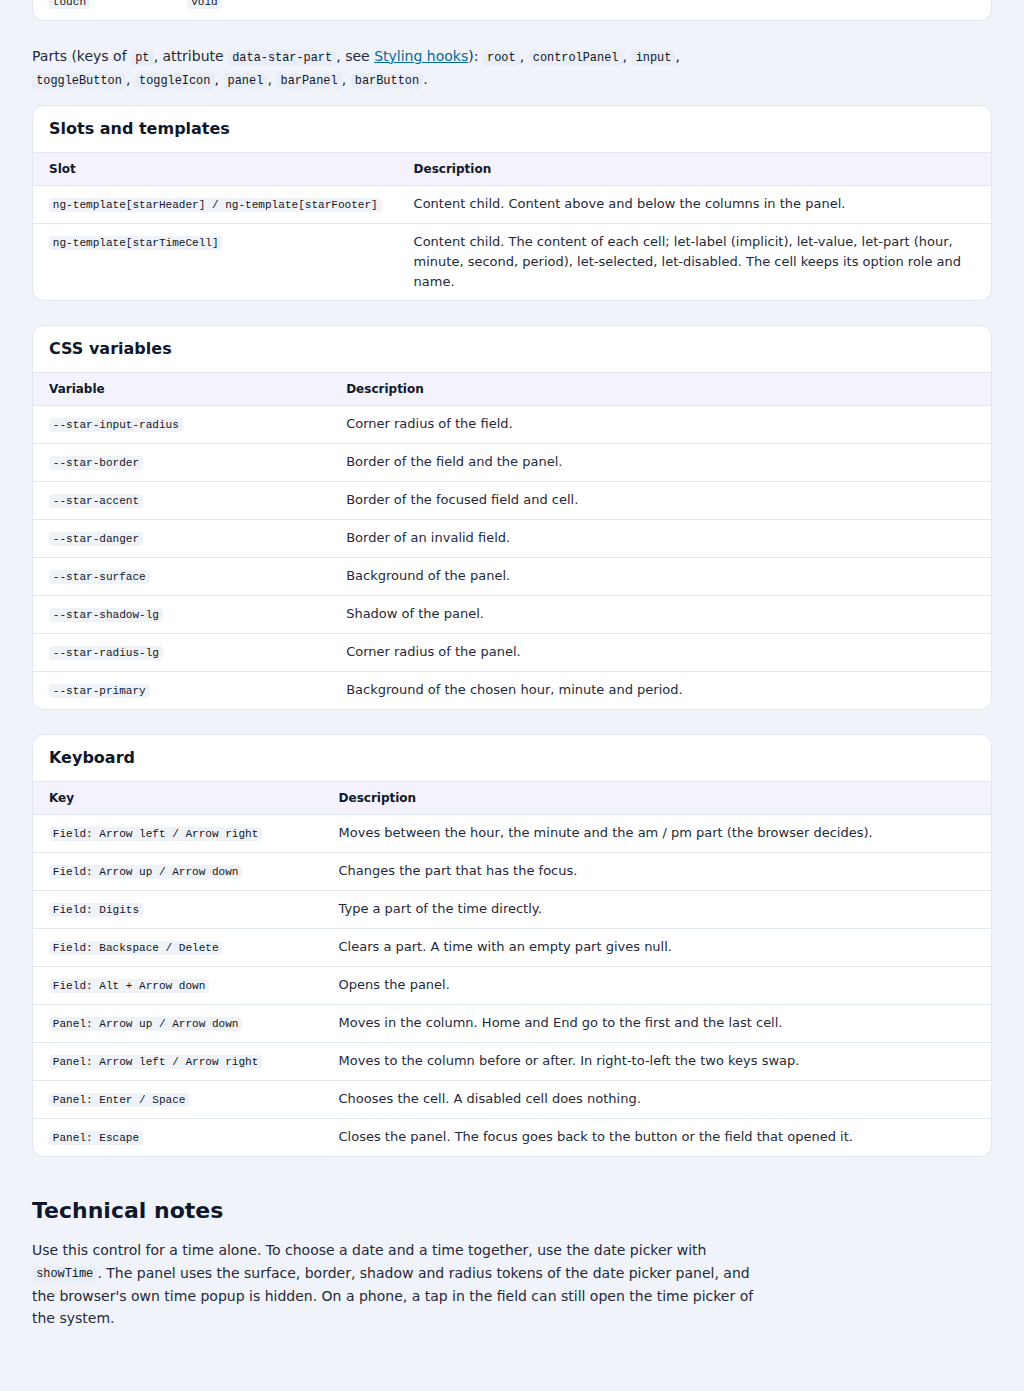 touch void
Parts (keys of pt, attribute data-star-part, see Styling hooks): root, controlPanel, input,
toggleButton, toggleIcon, panel, barPanel, barButton.
Slots and templates
Slot Description
ng-template[starHeader] / ng-template[starFooter] Content child. Content above and below the columns in the panel.
ng-template[starTimeCell] Content child. The content of each cell; let-label (implicit), let-value, let-part (hour,
minute, second, period), let-selected, let-disabled. The cell keeps its option role and
name.
CSS variables
Variable Description
--star-input-radius Corner radius of the field.
--star-border Border of the field and the panel.
--star-accent Border of the focused field and cell.
--star-danger Border of an invalid field.
--star-surface Background of the panel.
--star-shadow-lg Shadow of the panel.
--star-radius-lg Corner radius of the panel.
--star-primary Background of the chosen hour, minute and period.
Keyboard
Key Description
Field: Arrow left / Arrow right Moves between the hour, the minute and the am / pm part (the browser decides).
Field: Arrow up / Arrow down Changes the part that has the focus.
Field: Digits Type a part of the time directly.
Field: Backspace / Delete Clears a part. A time with an empty part gives null.
Field: Alt + Arrow down Opens the panel.
Panel: Arrow up / Arrow down Moves in the column. Home and End go to the first and the last cell.
Panel: Arrow left / Arrow right Moves to the column before or after. In right-to-left the two keys swap.
Panel: Enter / Space Chooses the cell. A disabled cell does nothing.
Panel: Escape Closes the panel. The focus goes back to the button or the field that opened it.
Technical notes
Use this control for a time alone. To choose a date and a time together, use the date picker with
showTime. The panel uses the surface, border, shadow and radius tokens of the date picker panel, and
the browser's own time popup is hidden. On a phone, a tap in the field can still open the time picker of
the system.